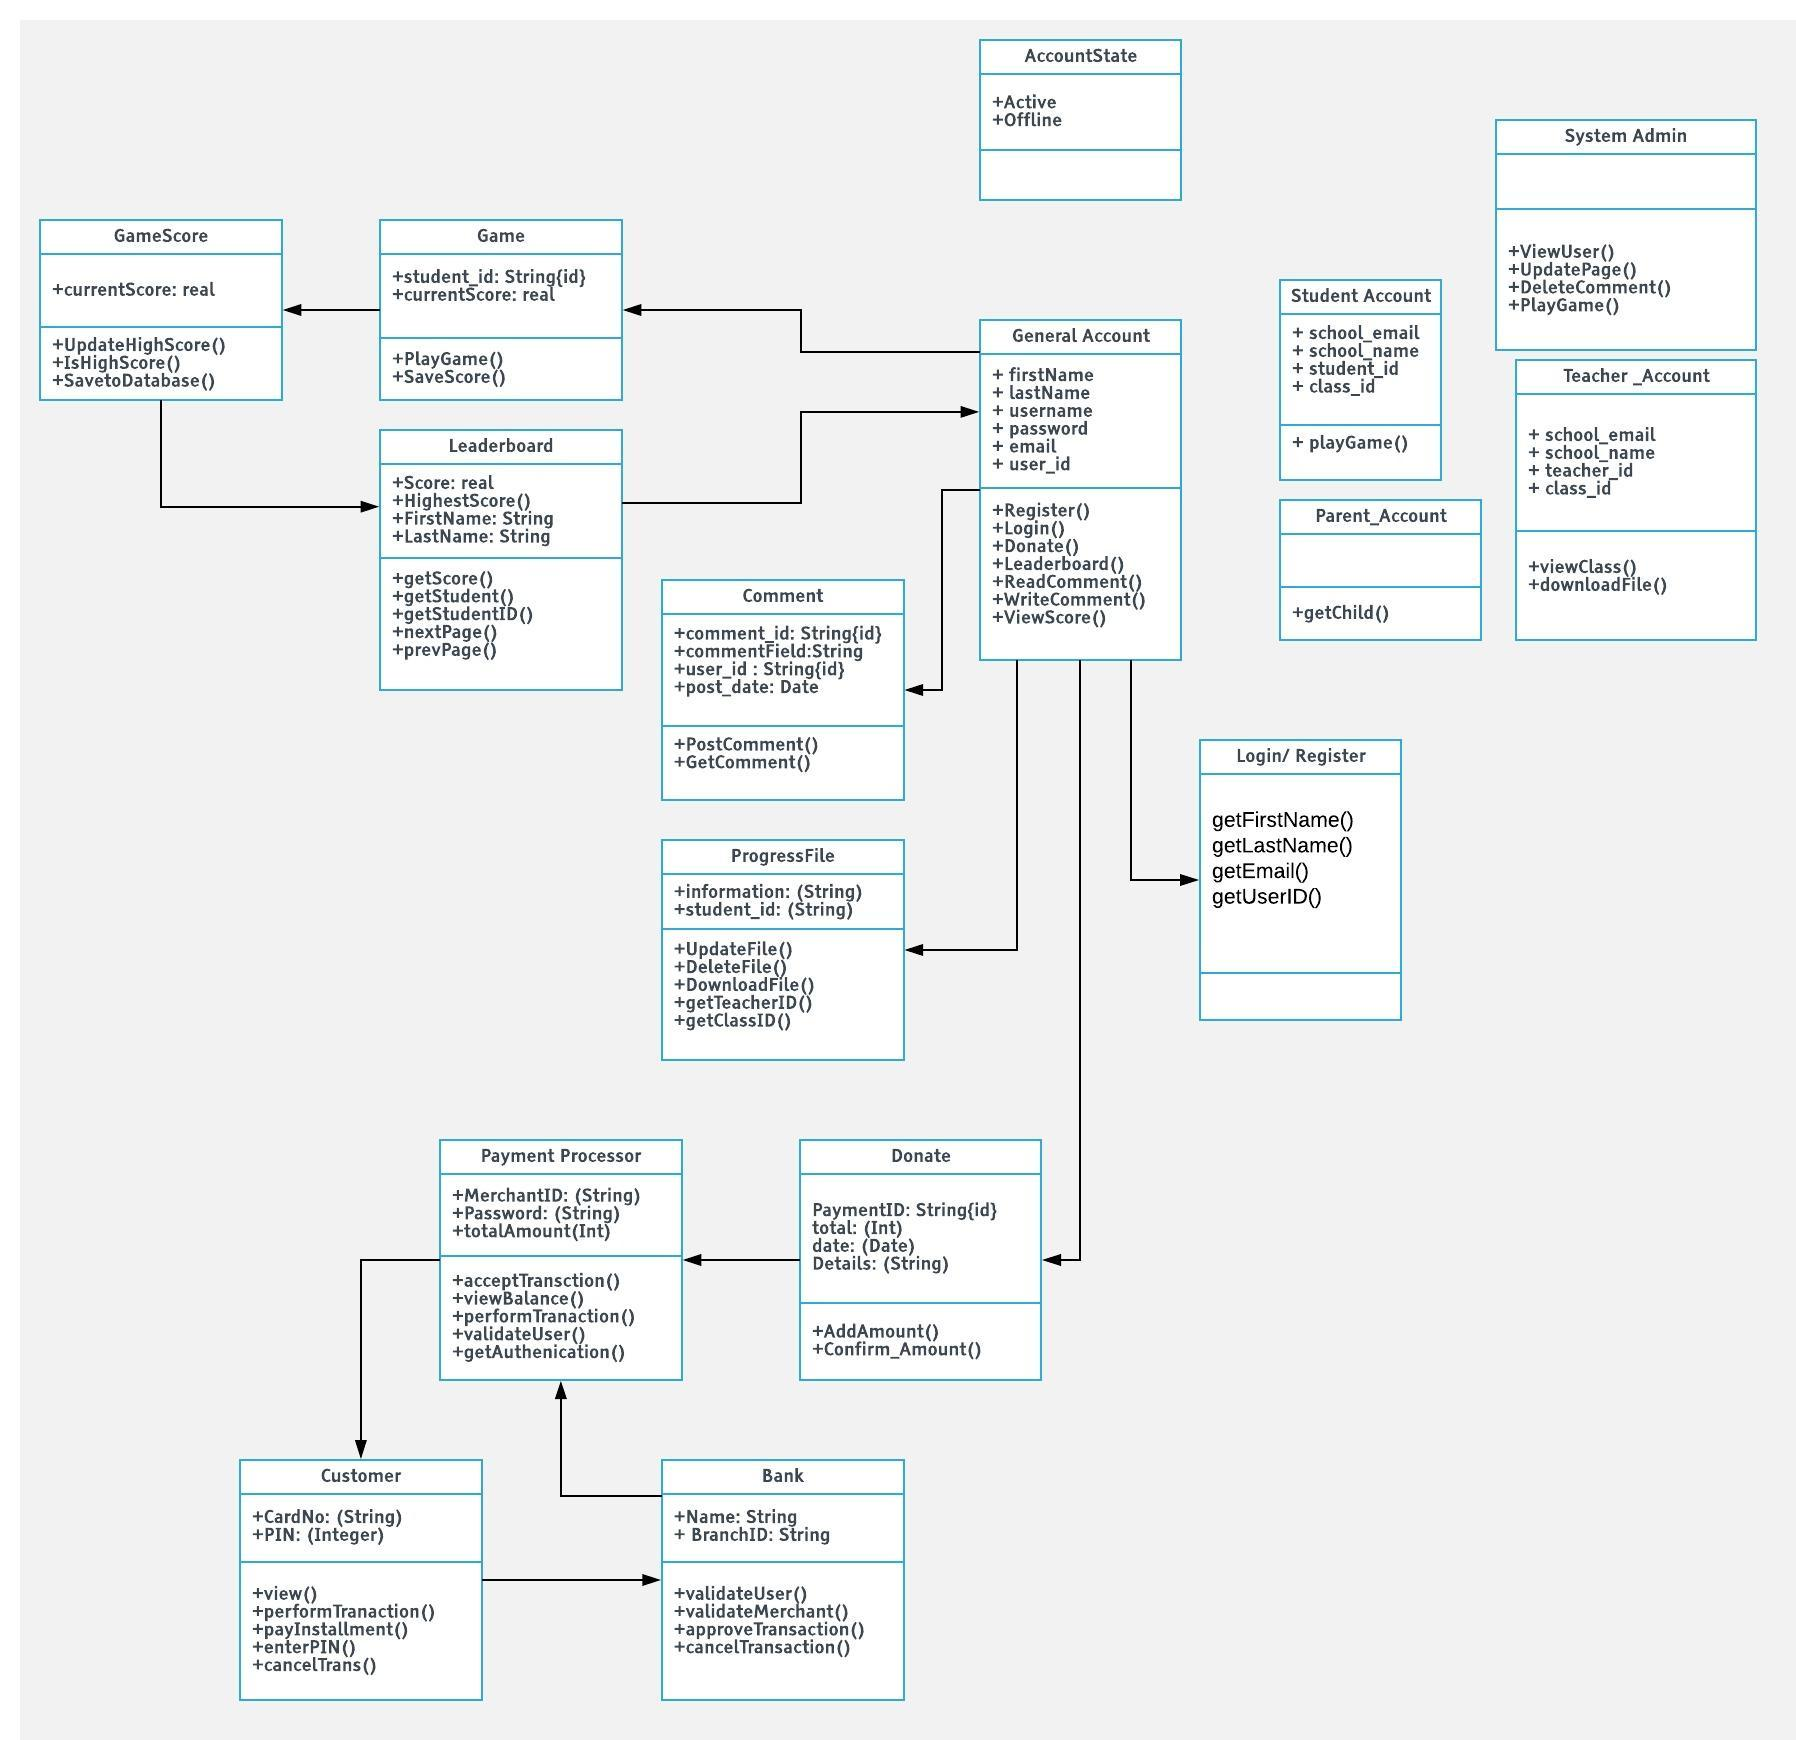 AccountState
+Active
+Offline
System Admin
+ViewUser()
+UpdatePage()
+DeleteComment()
+PlayGame()
GameScore
+currentScore: real
+UpdateHighScore()
+IsHighScore()
+SavetoDatabase()
Game
+student_id: String{id}
+currentScore: real
+PlayGame()
+SaveScore()
Student Account
+ school_email
+ school_name
+ student_id
+ class_id
+ playGame()
General Account
+ firstName
+ lastName
+ username
+ password
+ email
+ user_id
+Register()
+Login()
+Donate()
+Leaderboard()
+ReadComment()
+WriteComment()
+ViewScore()
Teacher _Account
+ school_email
+ school_name
+ teacher_id
+ class_id
+viewClass()
+downloadFile()
Leaderboard
+Score: real
+HighestScore()
+FirstName: String
+LastName: String
+getScore()
+getStudent()
+getStudentID()
+nextPage()
+prevPage()
Parent_Account
+getChild()
Comment
+comment_id: String{id}
+commentField:String
+user_id : String{id}
+post_date: Date
+PostComment()
+GetComment()
Login/ Register
getFirstName()
getLastName()
getEmail()
getUserID()
ProgressFile
+information: (String)
+student_id: (String)
+UpdateFile()
+DeleteFile()
+DownloadFile()
+getTeacherID()
+getClassID()
Payment Processor
+MerchantID: (String)
+Password: (String)
+totalAmount(Int)
+acceptTransction()
+viewBalance()
+performTranaction()
+validateUser()
+getAuthenication()
Donate
PaymentID: String{id}
total: (Int)
date: (Date)
Details: (String)
+AddAmount()
+Confirm_Amount()
Customer
+CardNo: (String)
+PIN: (Integer)
+view()
+performTranaction()
+payInstallment()
+enterPIN()
+cancelTrans()
Bank
+Name: String
+ BranchID: String
+validateUser()
+validateMerchant()
+approveTransaction()
+cancelTransaction()